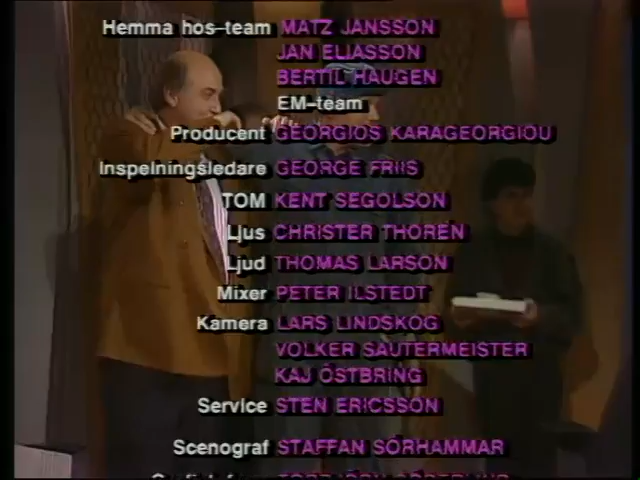 Hemma hos-team MATZ JANSSON
JAN ELIASSON
BERTIL HAUGEN
EM-team
Producent GEORGIOS KARAGEORGIOU
Inspelningsledare GEORGE FRIIS
TOM KENT SEGOLSON
Ljus CHRISTER THORÉN
Ljud THOMAS LARSON
Mixer PETER ILSTEDT
Kamera LARS LINDSKOG
VOLKER SAUTERMEISTER
KAJ ÖSTBRING
Service STEN ERICSSON
Scenograf STAFFAN SÖRHAMMAR